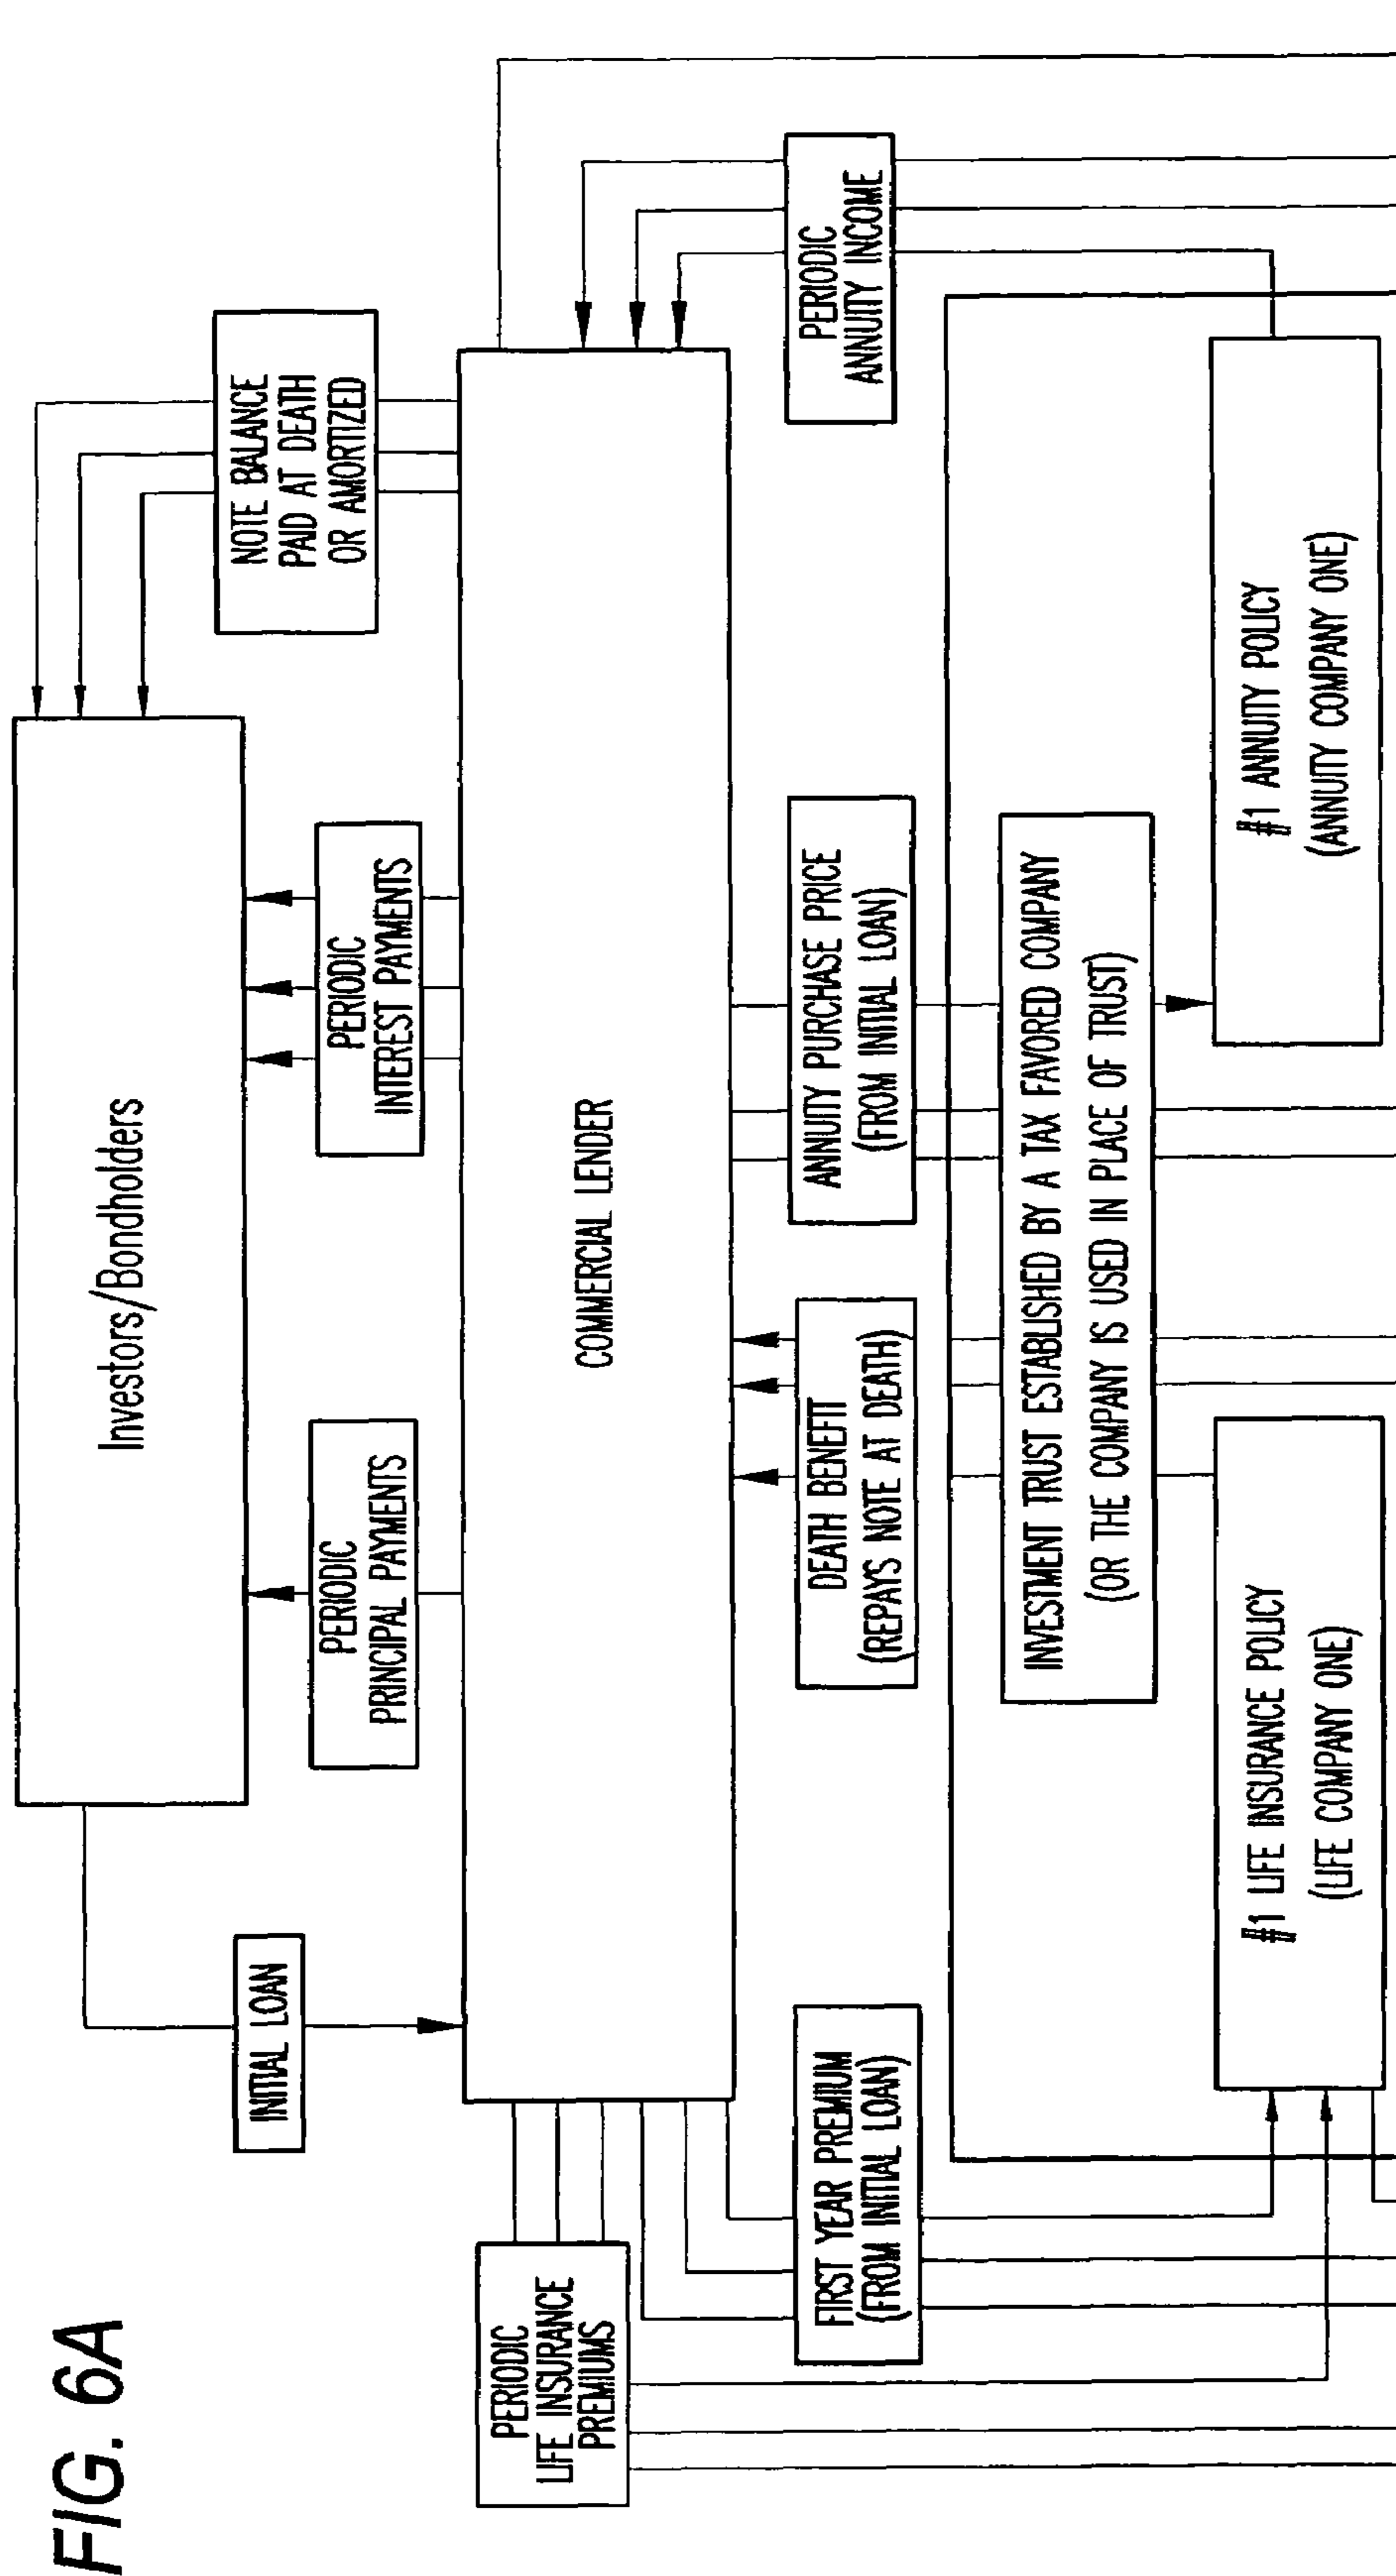 FIG. 6A
Investors/Bondholders
INITIAL LOAN
PERIODIC
PRINCIPAL PAYMENTS
PERIODIC
INTEREST PAYMENTS
NOTE BALANCE
PAID AT DEATH
OR AMORTIZED
COMMERCIAL LENDER
PERIODIC
LIFE INSURANCE
PREMIUMS
FIRST YEAR PREMIUM
(FROM INITIAL LOAN)
DEATH BENEFIT
(REPAYS NOTE AT DEATH)
ANNUITY PURCHASE PRICE
(FROM INITIAL LOAN)
PERIODIC
ANNUITY INCOME
INVESTMENT TRUST ESTABLISHED BY A TAX FAVORED COMPANY
(OR THE COMPANY IS USED IN PLACE OF TRUST)
#1 LIFE INSURANCE POLICY
(LIFE COMPANY ONE)
#1 ANNUITY POLICY
(ANNUITY COMPANY ONE)